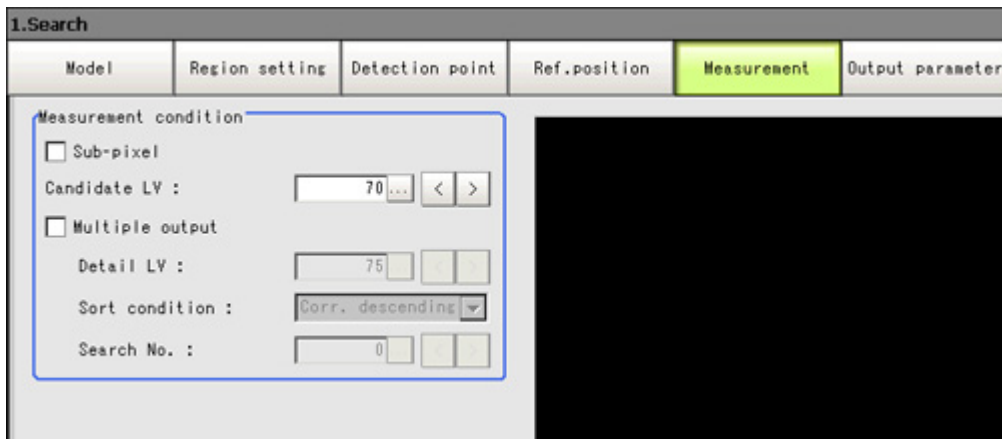 1.Search
Model Region setting Detection point Ref.position Measurement Output parameter
Measurement condition
Sub-pixel
Candidate LV : 70 ... < >
Multiple output
Detail LV : 75 < >
Sort condition : Corr. descending
Search No. : 0 < >